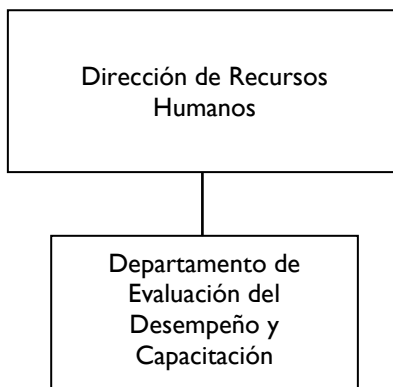 Dirección de Recursos
Humanos
Departamento de
Evaluación del
Desempeño y
Capacitación